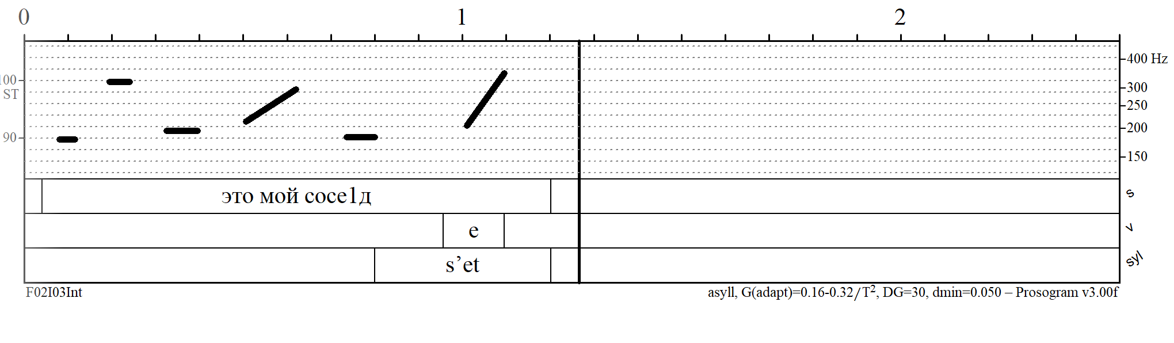 0 1 2
100
ST
90
400 Hz
300
250
200
150
это мой сосе1д s
e v
s’et syl
F02I03Int asyll, G(adapt)=0.16-0.32/T², DG=30, dmin=0.050 – Prosogram v3.00f